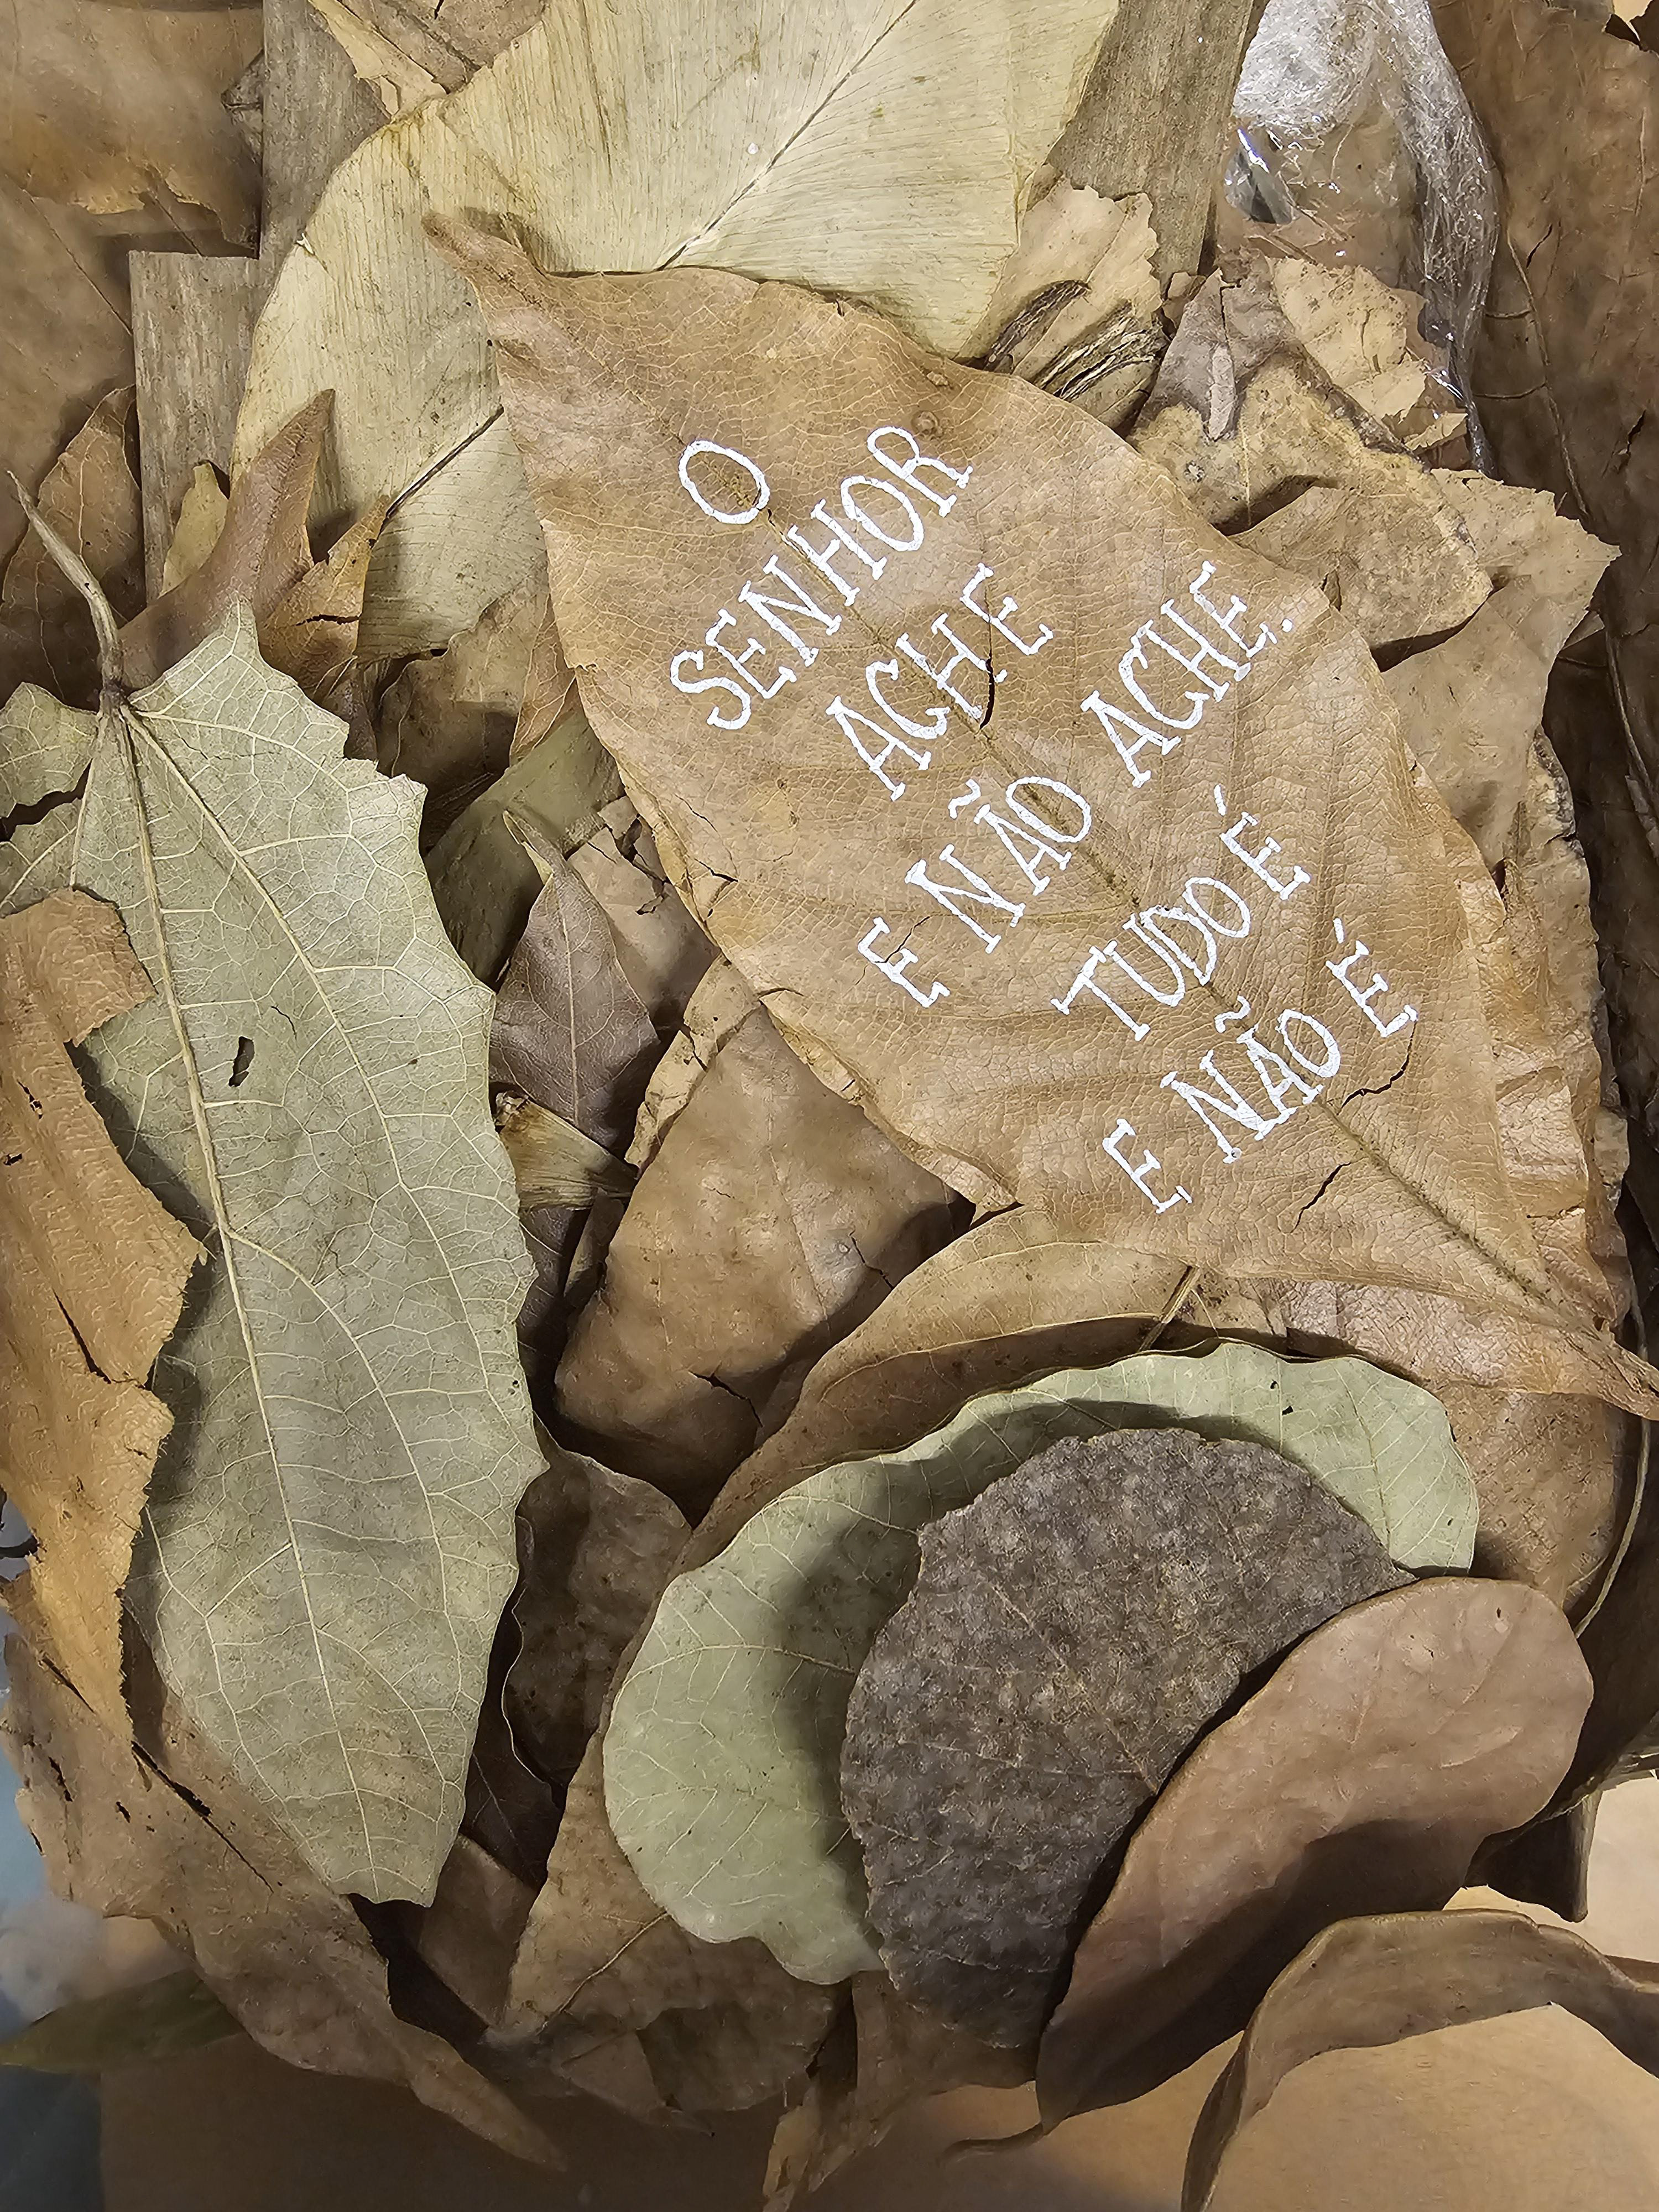 O
SENHOR
ACHE
E NÃO ACHE.
TUDO É
E NÃO É